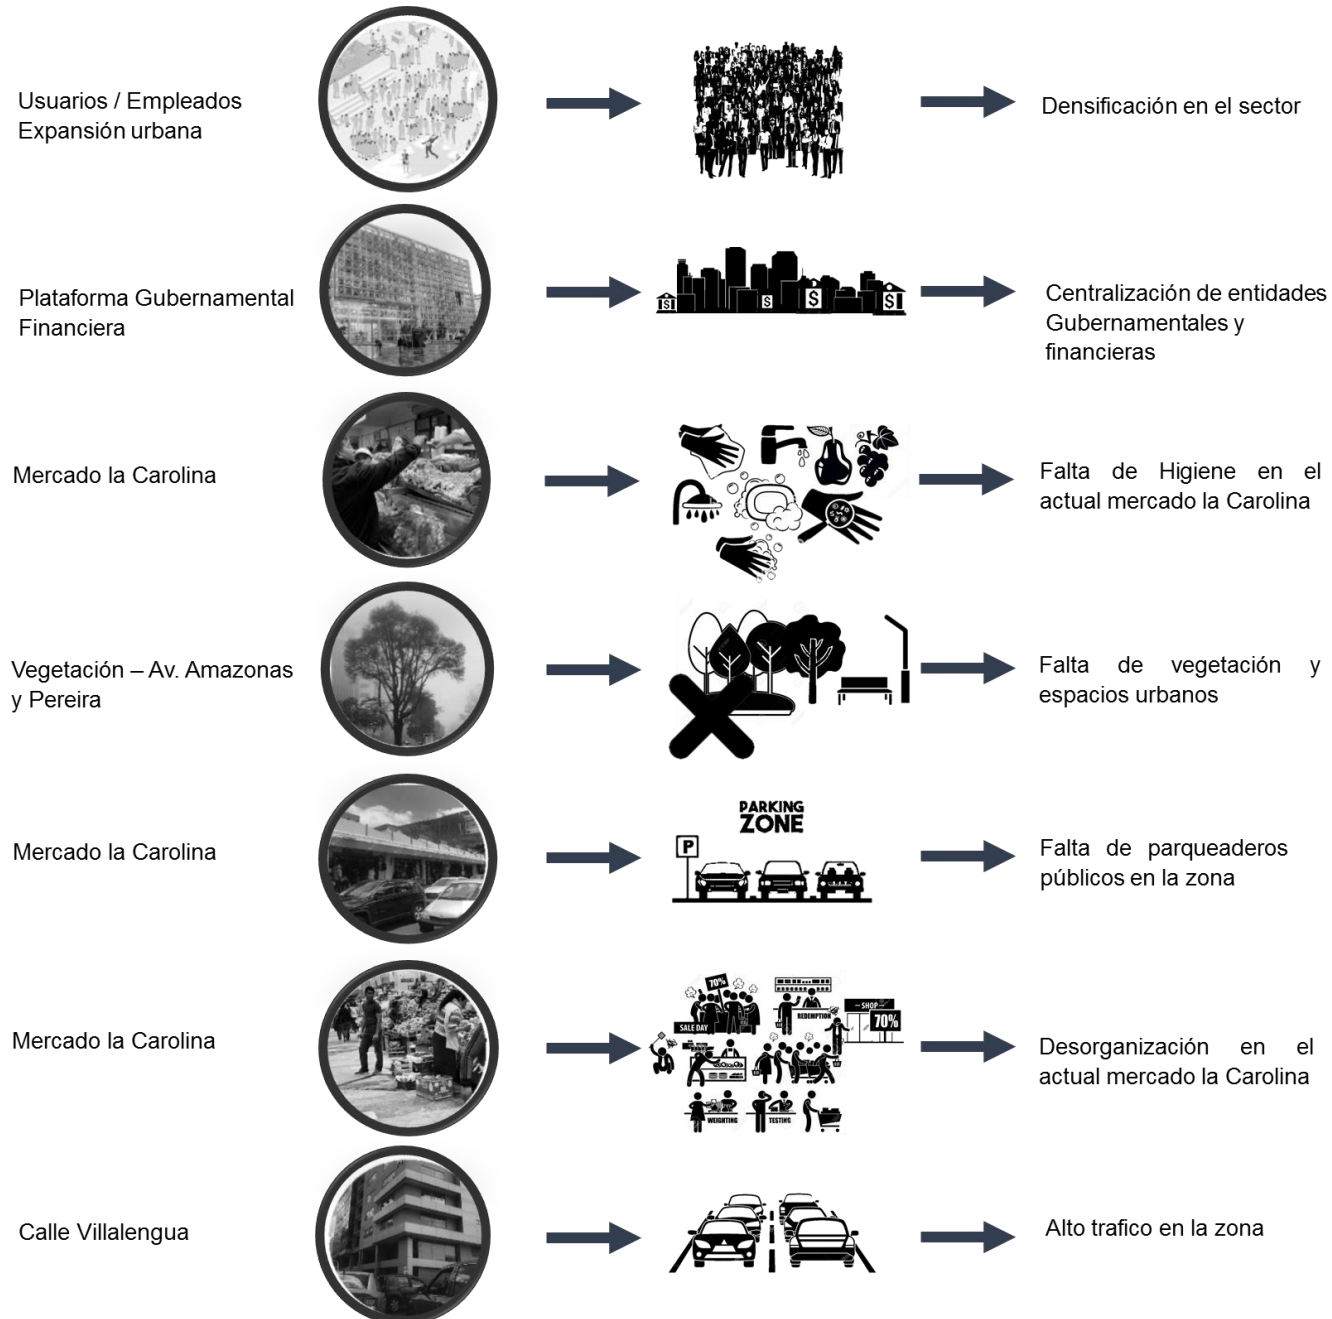 Usuarios / Empleados
Expansión urbana
Densificación en el sector
Plataforma Gubernamental
Financiera
$
$
$
$
Centralización de entidades
Gubernamentales y
financieras
Mercado la Carolina
Falta de Higiene en el
actual mercado la Carolina
Vegetación – Av. Amazonas
y Pereira
Falta de vegetación y
espacios urbanos
Mercado la Carolina
PARKING
ZONE
P
Falta de parqueaderos
públicos en la zona
Mercado la Carolina
70%
SALE DAY
REDEMPTION
– SHOP –
70%
WEIGHTING
TESTING
Desorganización en el
actual mercado la Carolina
Calle Villalengua
Alto trafico en la zona